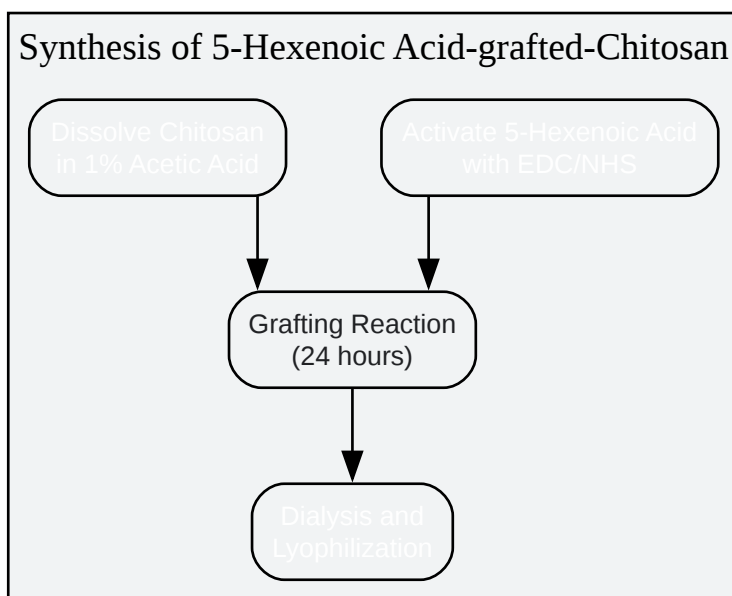 Synthesis of 5-Hexenoic Acid-grafted-Chitosan
Dissolve Chitosan
in 1% Acetic Acid
Activate 5-Hexenoic Acid
with EDC/NHS
Grafting Reaction
(24 hours)
Dialysis and
Lyophilization